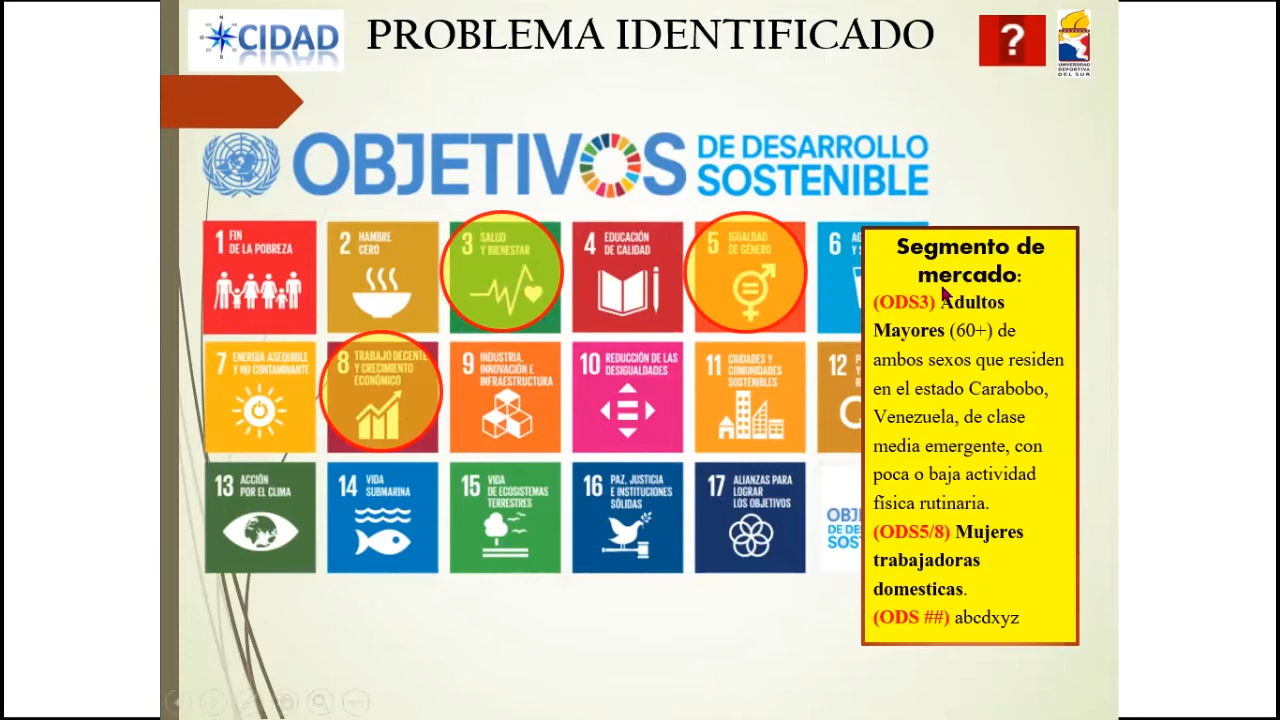 CIDAD
PROBLEMA IDENTIFICADO
?
UNIVERSIDAD
DEPORTIVA
DEL SUR
OBJETIVOS
DE DESARROLLO
SOSTENIBLE
1 FIN
DE LA POBREZA
2 HAMBRE
CERO
3 SALUD
Y BIENESTAR
4 EDUCACIÓN
DE CALIDAD
5 IGUALDAD
DE GÉNERO
6
7 ENERGÍA ASEQUIBLE
Y NO CONTAMINANTE
8 TRABAJO DECENTE
Y CRECIMIENTO
ECONÓMICO
9 INDUSTRIA,
INNOVACIÓN E
INFRAESTRUCTURA
10 REDUCCIÓN DE LAS
DESIGUALDADES
11 CIUDADES Y
COMUNIDADES
SOSTENIBLES
12
13 ACCIÓN
POR EL CLIMA
14 VIDA
SUBMARINA
15 VIDA
DE ECOSISTEMAS
TERRESTRES
16 PAZ, JUSTICIA
E INSTITUCIONES
SÓLIDAS
17 ALIANZAS PARA
LOGRAR
LOS OBJETIVOS
Segmento de
mercado:
(ODS3) Adultos
Mayores (60+) de
ambos sexos que residen
en el estado Carabobo,
Venezuela, de clase
media emergente, con
poca o baja actividad
física rutinaria.
(ODS5/8) Mujeres
trabajadoras
domesticas.
(ODS ##) abcdxyz